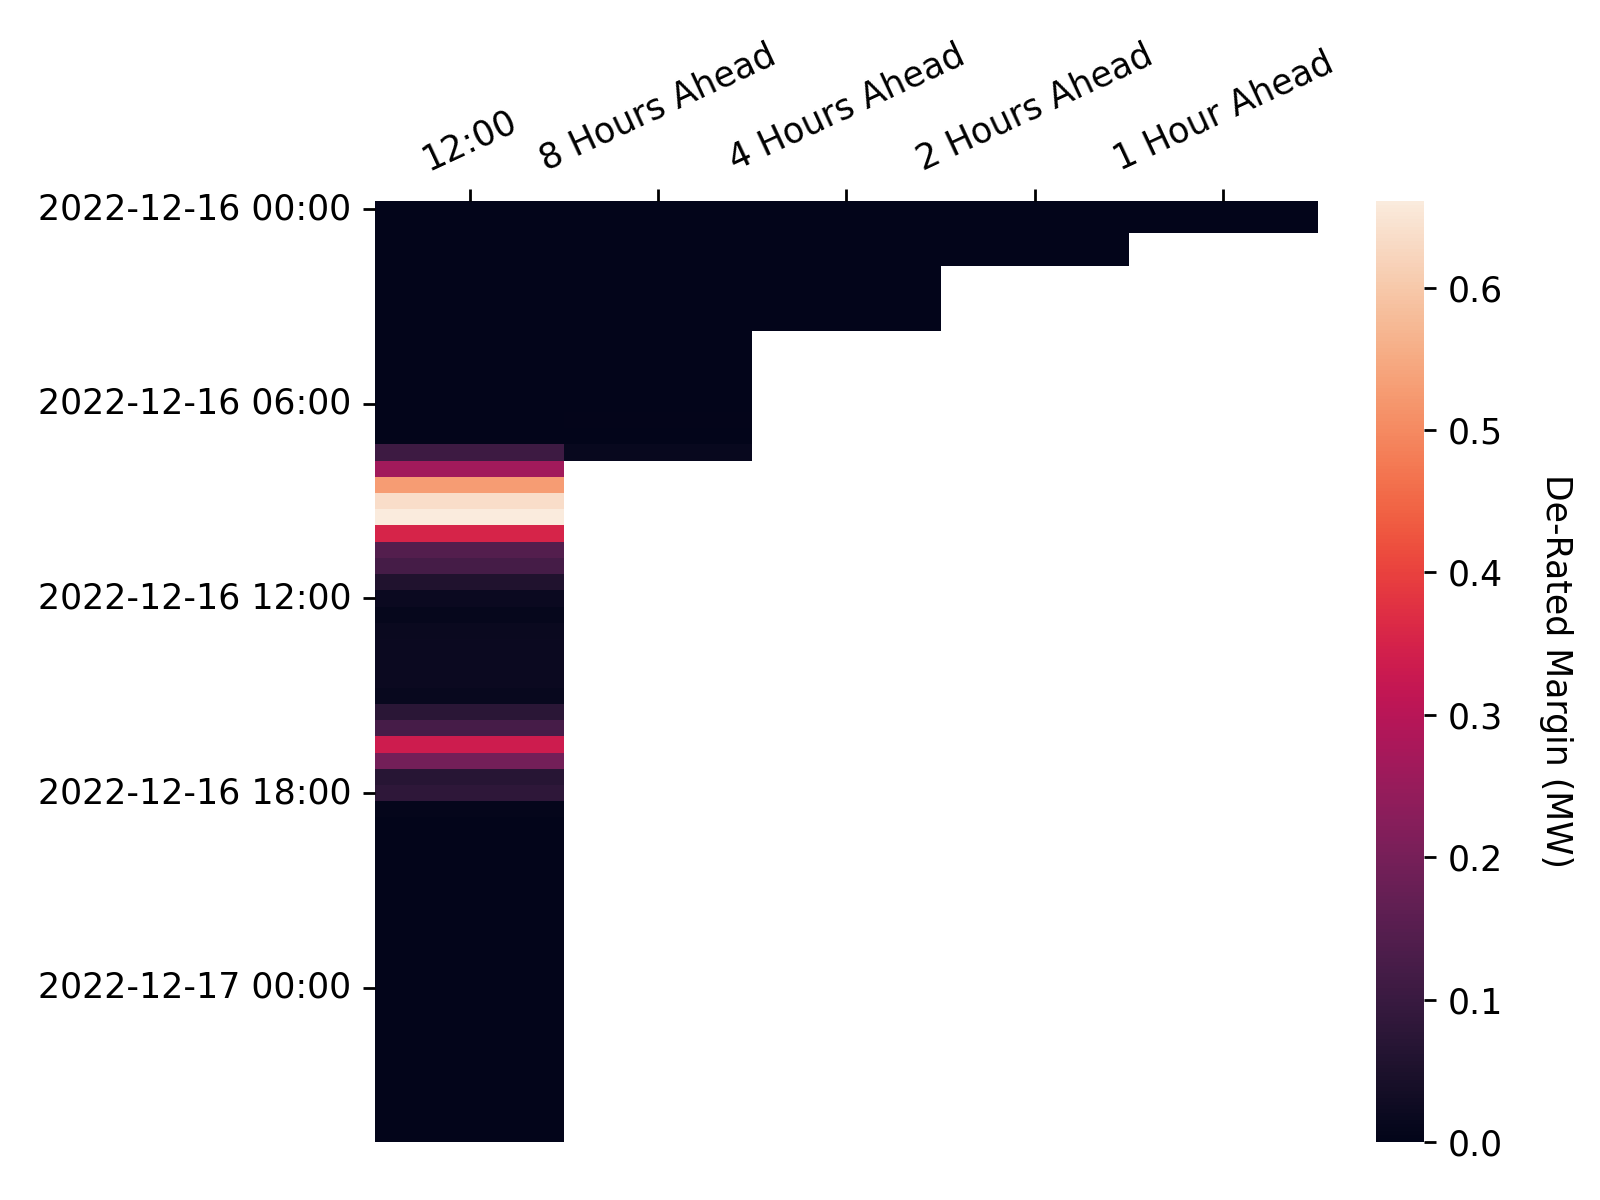 12:00
8 Hours Ahead
4 Hours Ahead
2 Hours Ahead
1 Hour Ahead
2022-12-16 00:00
2022-12-16 06:00
2022-12-16 12:00
2022-12-16 18:00
2022-12-17 00:00
0.6
0.5
0.4
0.3
0.2
0.1
0.0
De-Rated Margin (MW)